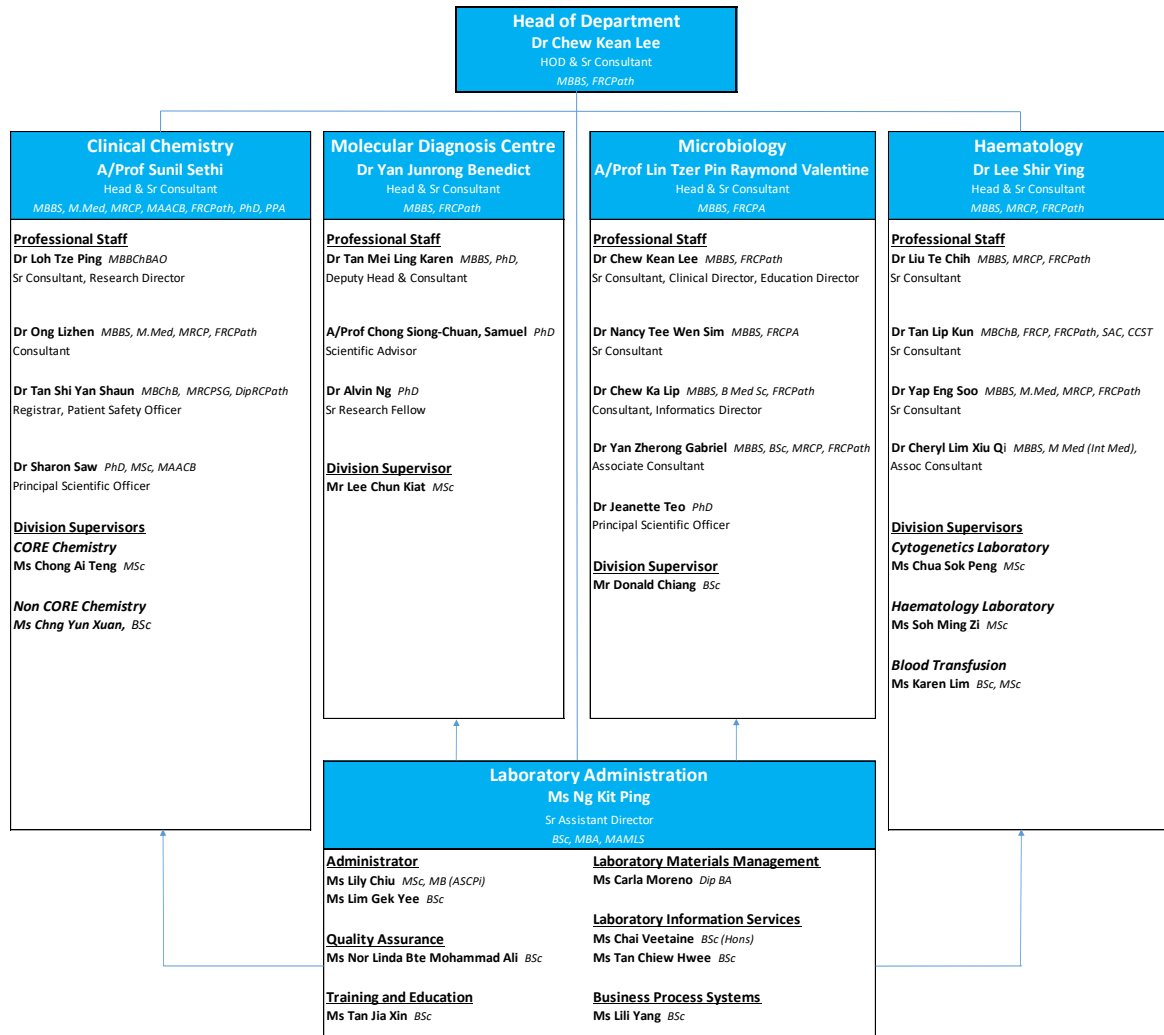 Head of Department
Dr Chew Kean Lee
HOD & Sr Consultant
MBBS, FRCPath
Clinical Chemistry
A/Prof Sunil Sethi
Head & Sr Consultant
MBBS, M.Med, MRCP, MAACB, FRCPath, PhD, PPA
Professional Staff
Dr Loh Tze Ping MBBChBAO
Sr Consultant, Research Director
Dr Ong Lizhen MBBS, M.Med, MRCP, FRCPath
Consultant
Dr Tan Shi Yan Shaun MBChB, MRCPSG, DipRCPath
Registrar, Patient Safety Officer
Dr Sharon Saw PhD, MSc, MAACB
Principal Scientific Officer
Division Supervisors
CORE Chemistry
Ms Chong Ai Teng MSc
Non CORE Chemistry
Ms Chng Yun Xuan, BSc
Molecular Diagnosis Centre
Dr Yan Junrong Benedict
Head & Sr Consultant
MBBS, FRCPath
Professional Staff
Dr Tan Mei Ling Karen MBBS, PhD,
Deputy Head & Consultant
A/Prof Chong Siong-Chuan, Samuel PhD
Scientific Advisor
Dr Alvin Ng PhD
Sr Research Fellow
Division Supervisor
Mr Lee Chun Kiat MSc
Microbiology
A/Prof Lin Tzer Pin Raymond Valentine
Head & Sr Consultant
MBBS, FRCPA
Professional Staff
Dr Chew Kean Lee MBBS, FRCPath
Sr Consultant, Clinical Director, Education Director
Dr Nancy Tee Wen Sim MBBS, FRCPA
Sr Consultant
Dr Chew Ka Lip MBBS, B Med Sc, FRCPath
Consultant, Informatics Director
Dr Yan Zherong Gabriel MBBS, BSc, MRCP, FRCPath
Associate Consultant
Dr Jeanette Teo PhD
Principal Scientific Officer
Division Supervisor
Mr Donald Chiang BSc
Haematology
Dr Lee Shir Ying
Head & Sr Consultant
MBBS, MRCP, FRCPath
Professional Staff
Dr Liu Te Chih MBBS, MRCP, FRCPath
Sr Consultant
Dr Tan Lip Kun MBChB, FRCP, FRCPath, SAC, CCST
Sr Consultant
Dr Yap Eng Soo MBBS, M.Med, MRCP, FRCPath
Sr Consultant
Dr Cheryl Lim Xiu Qi MBBS, M Med (Int Med),
Assoc Consultant
Division Supervisors
Cytogenetics Laboratory
Ms Chua Sok Peng MSc
Haematology Laboratory
Ms Soh Ming Zi MSc
Blood Transfusion
Ms Karen Lim BSc, MSc
Laboratory Administration
Ms Ng Kit Ping
Sr Assistant Director
BSc, MBA, MAMLS
Administrator
Ms Lily Chiu MSc, MB (ASCPi)
Ms Lim Gek Yee BSc
Quality Assurance
Ms Nor Linda Bte Mohammad Ali BSc
Training and Education
Ms Tan Jia Xin BSc
Laboratory Materials Management
Ms Carla Moreno Dip BA
Laboratory Information Services
Ms Chai Veetaine BSc (Hons)
Ms Tan Chiew Hwee BSc
Business Process Systems
Ms Lili Yang BSc